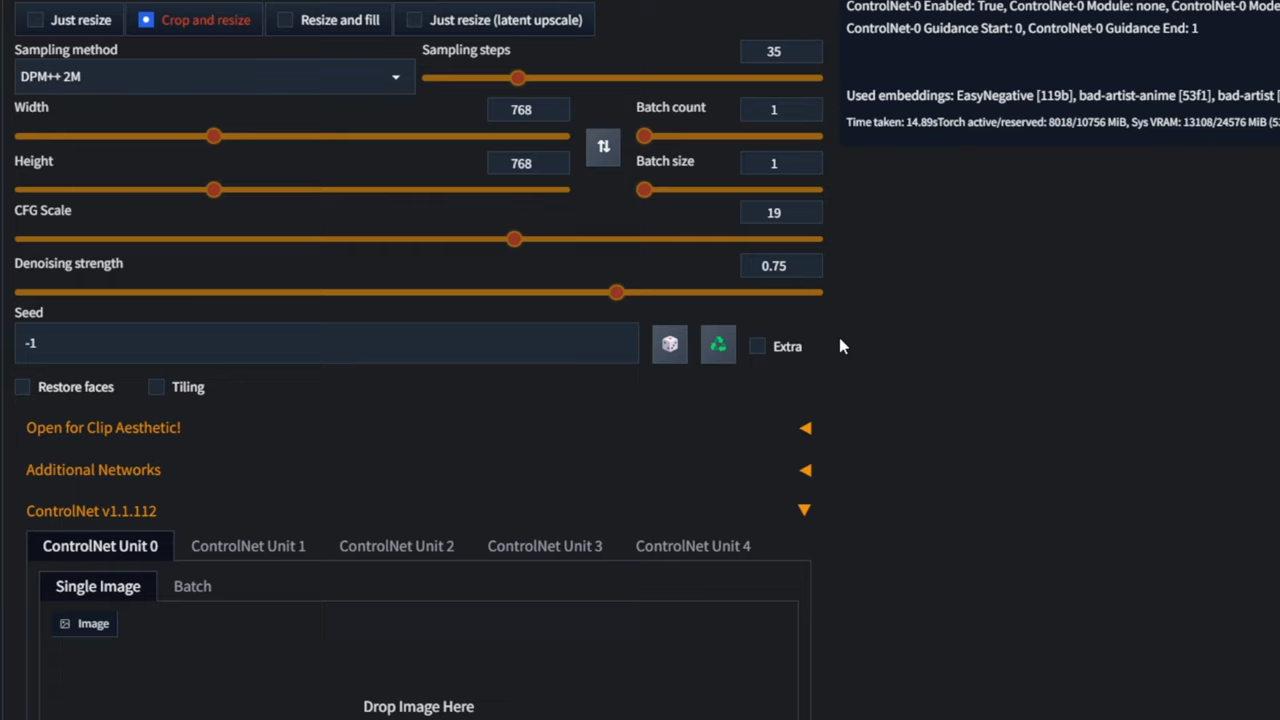 Just resize
Crop and resize
Resize and fill
Just resize (latent upscale)
Sampling method
DPM++ 2M
Sampling steps
35
Width
768
Batch count
1
Height
768
Batch size
1
CFG Scale
19
Denoising strength
0.75
Seed
-1
Extra
Restore faces
Tiling
Open for Clip Aesthetic!
Additional Networks
ControlNet v1.1.112
ControlNet Unit 0
ControlNet Unit 1
ControlNet Unit 2
ControlNet Unit 3
ControlNet Unit 4
Single Image
Batch
Image
Drop Image Here
ControlNet-0 Enabled: True, ControlNet-0 Module: none, ControlNet-0 Mode
ControlNet-0 Guidance Start: 0, ControlNet-0 Guidance End: 1
Used embeddings: EasyNegative [119b], bad-artist-anime [53f1], bad-artist [
Time taken: 14.89sTorch active/reserved: 8018/10756 MiB, Sys VRAM: 13108/24576 MiB (5